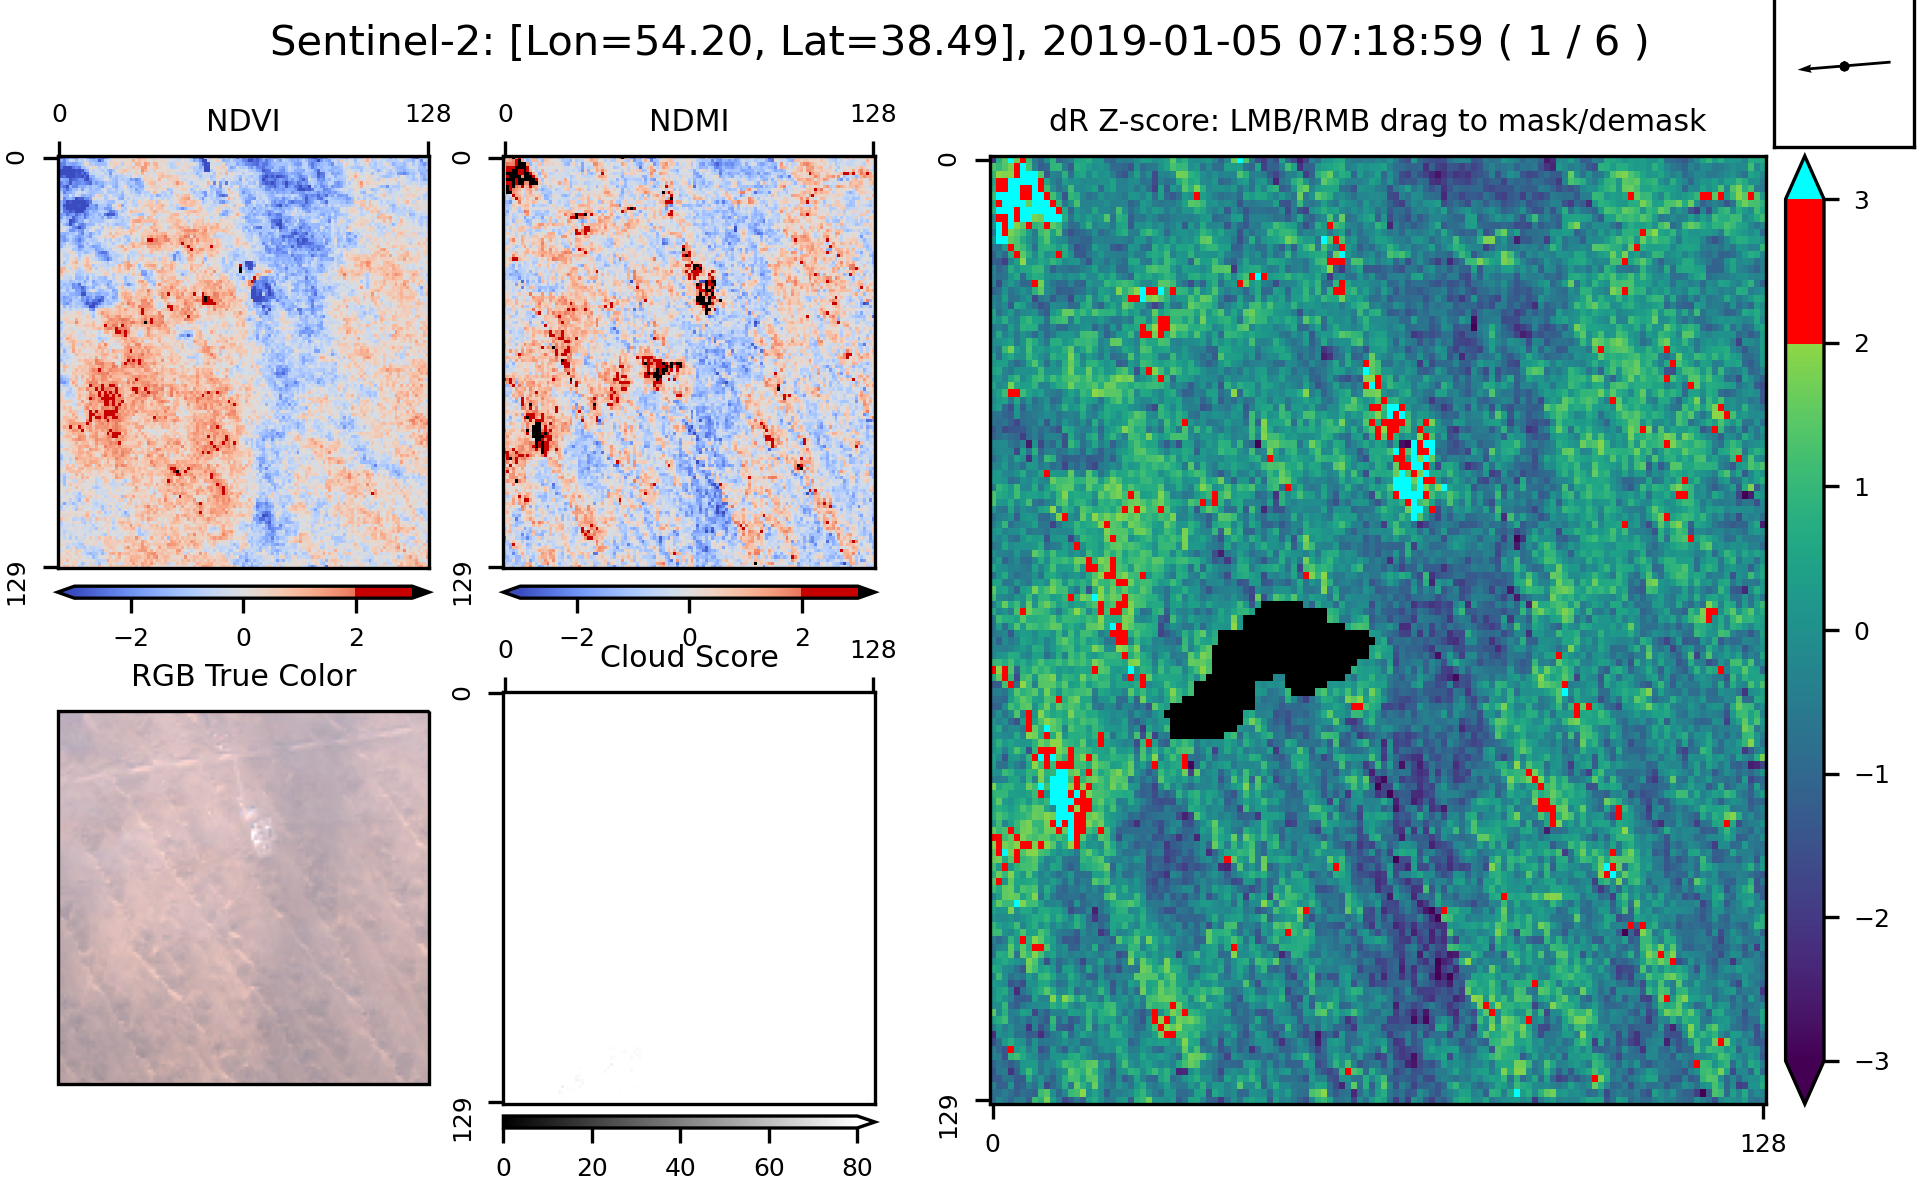 Sentinel-2: [Lon=54.20, Lat=38.49], 2019-01-05 07:18:59 ( 1 / 6 )
0 128
NDVI
0
129
−2 0 2
0 128
NDMI
0
129
−2 0 2
dR Z-score: LMB/RMB drag to mask/demask
0
129
0 128
3
2
1
0
−1
−2
−3
RGB True Color
0 128
Cloud Score
0
129
0 20 40 60 80